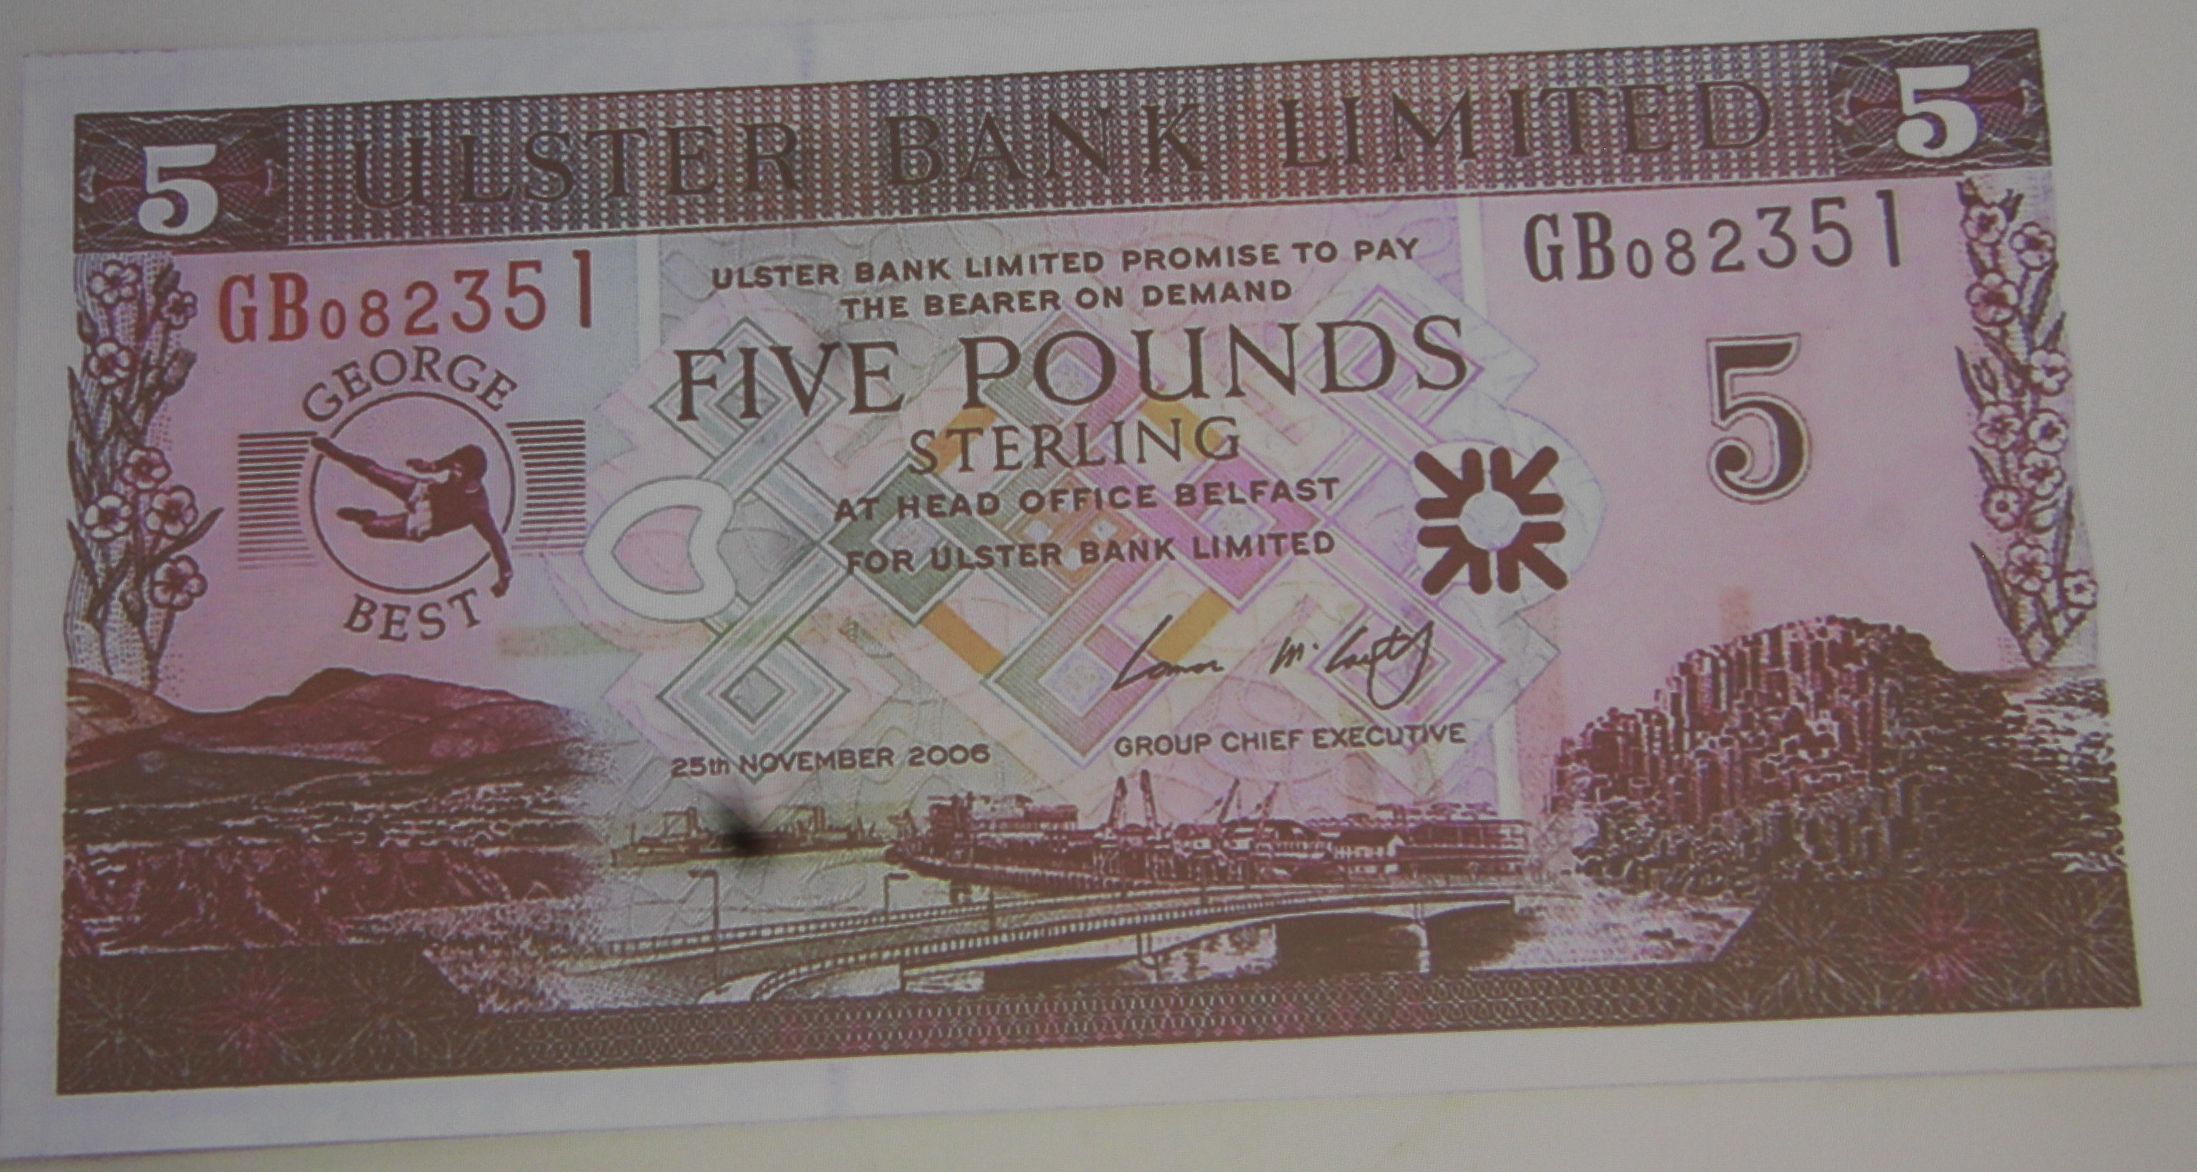 5 ULSTER BANK LIMITED 5
GB082351
GB082351
ULSTER BANK LIMITED PROMISE TO PAY
THE BEARER ON DEMAND
FIVE POUNDS
STERLING
AT HEAD OFFICE BELFAST
FOR ULSTER BANK LIMITED
5
GEORGE
BEST
25th NOVEMBER 2006
GROUP CHIEF EXECUTIVE